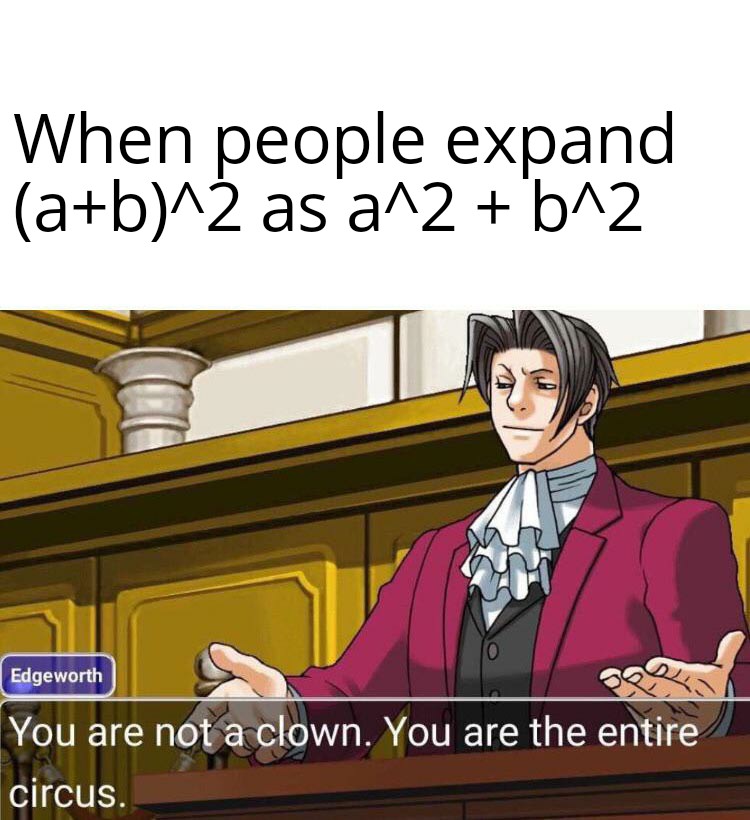 When people expand
(a+b)^2 as a^2 + b^2
Edgeworth
You are not a clown. You are the entire
circus.